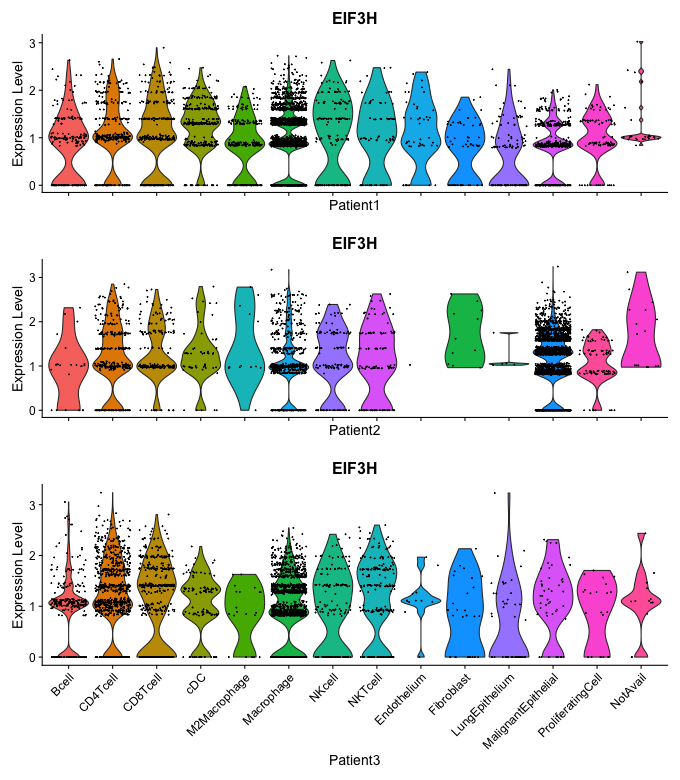 EIF3H
Expression Level
3
2
1
0
Patient1
EIF3H
Expression Level
3
2
1
0
Patient2
EIF3H
Expression Level
3
2
1
0
Bcell
CD4Tcell
CD8Tcell
cDC
M2Macrophage
Macrophage
NKcell
NKTcell
Endothelium
Fibroblast
LungEpithelium
MalignantEpithelial
ProliferatingCell
NotAvail
Patient3